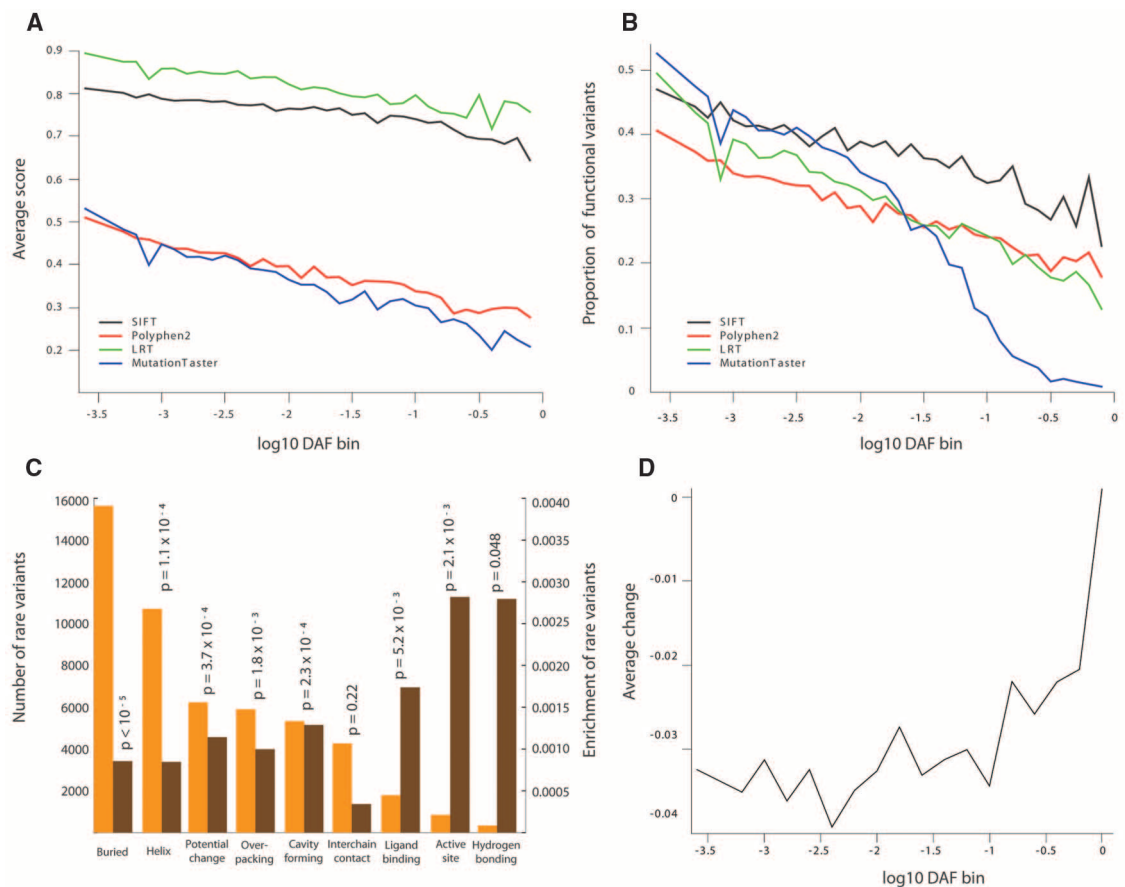 A
Average score
0.9
0.8
0.7
0.6
0.5
0.4
0.3
0.2
SIFT
Polyphen2
LRT
MutationTaster
-3.5 -3 -2.5 -2 -1.5 -1 -0.5 0
log10 DAF bin
B
Proportion of functional variants
0.5
0.4
0.3
0.2
0.1
0
SIFT
Polyphen2
LRT
MutationTaster
-3.5 -3 -2.5 -2 -1.5 -1 -0.5 0
log10 DAF bin
C
Number of rare variants
16000
14000
12000
10000
8000
6000
4000
2000
p < 10 - 5
p = 1.1 x 10 - 4
p = 3.7 x 10 - 4
p = 1.8 x 10 - 3
p = 2.3 x 10 - 4
p = 0.22
p = 5.2 x 10 - 3
p = 2.1 x 10 - 3
p = 0.048
0.0040
0.0035
0.0030
0.0025
0.0020
0.0015
0.0010
0.0005
Enrichment of rare variants
Buried
Helix
Potential
change
Over-
packing
Cavity
forming
Interchain
contact
Ligand
binding
Active
site
Hydrogen
bonding
D
Average change
0
-0.01
-0.02
-0.03
-0.04
-3.5 -3 -2.5 -2 -1.5 -1 -0.5 0
log10 DAF bin